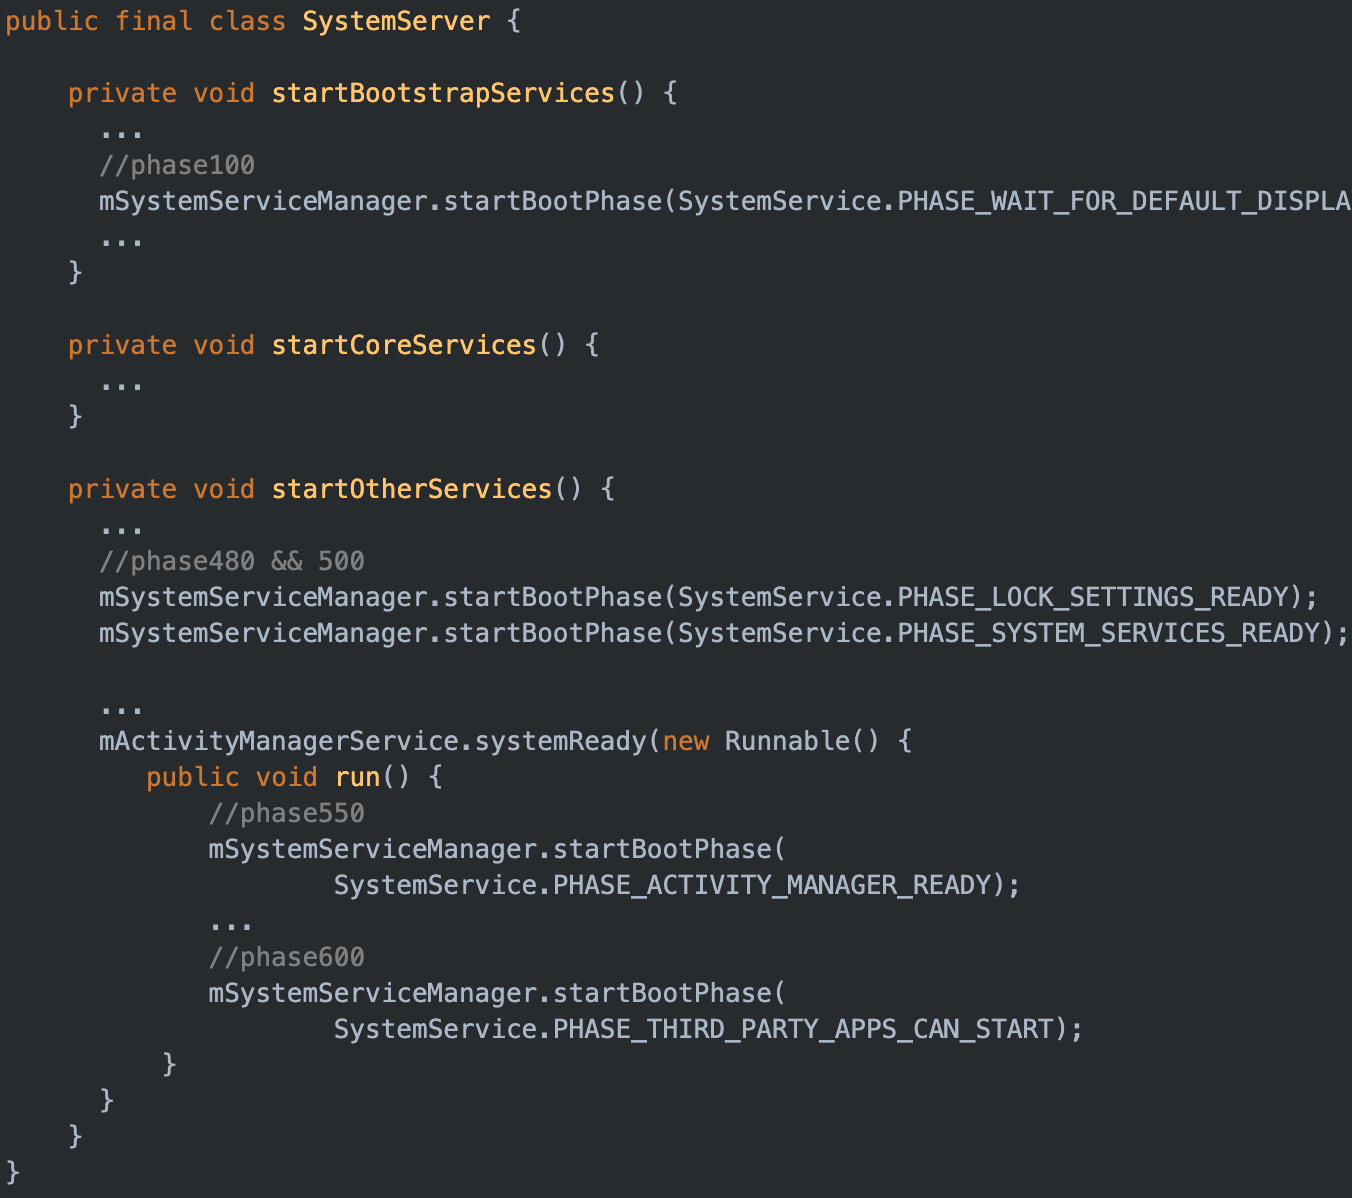 public final class SystemServer {
private void startBootstrapServices() {
...
//phase100
mSystemServiceManager.startBootPhase(SystemService.PHASE_WAIT_FOR_DEFAULT_DISPLA
...
}
private void startCoreServices() {
...
}
private void startOtherServices() {
...
//phase480 && 500
mSystemServiceManager.startBootPhase(SystemService.PHASE_LOCK_SETTINGS_READY);
mSystemServiceManager.startBootPhase(SystemService.PHASE_SYSTEM_SERVICES_READY);
...
mActivityManagerService.systemReady(new Runnable() {
public void run() {
//phase550
mSystemServiceManager.startBootPhase(
SystemService.PHASE_ACTIVITY_MANAGER_READY);
...
//phase600
mSystemServiceManager.startBootPhase(
SystemService.PHASE_THIRD_PARTY_APPS_CAN_START);
}
}
}
}